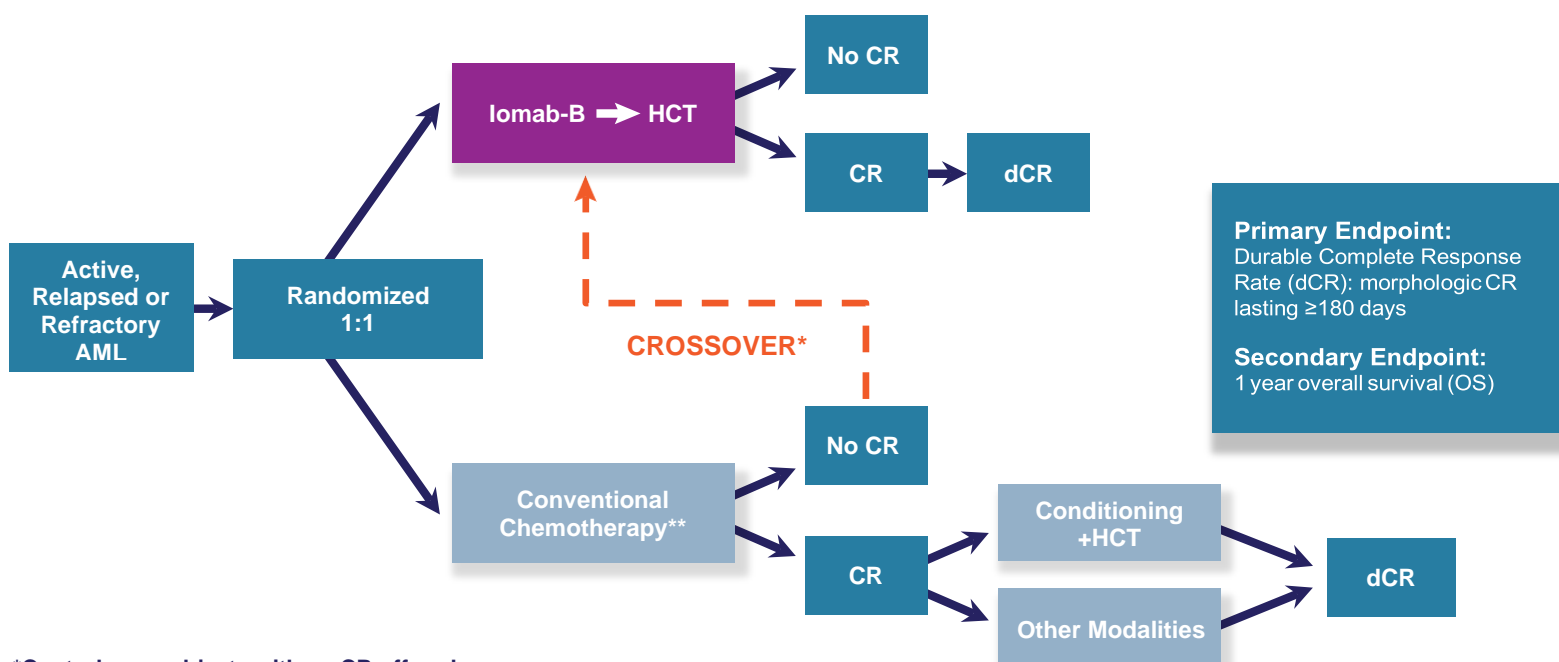 Active,
Relapsed or
Refractory
AML
Randomized
1:1
Iomab-B HCT
No CR
CR
dCR
CROSSOVER*
Conventional
Chemotherapy**
No CR
CR
Conditioning
+HCT
Other Modalities
dCR
Primary Endpoint:
Durable Complete Response
Rate (dCR): morphologic CR
lasting ≥180 days
Secondary Endpoint:
1 year overall survival (OS)